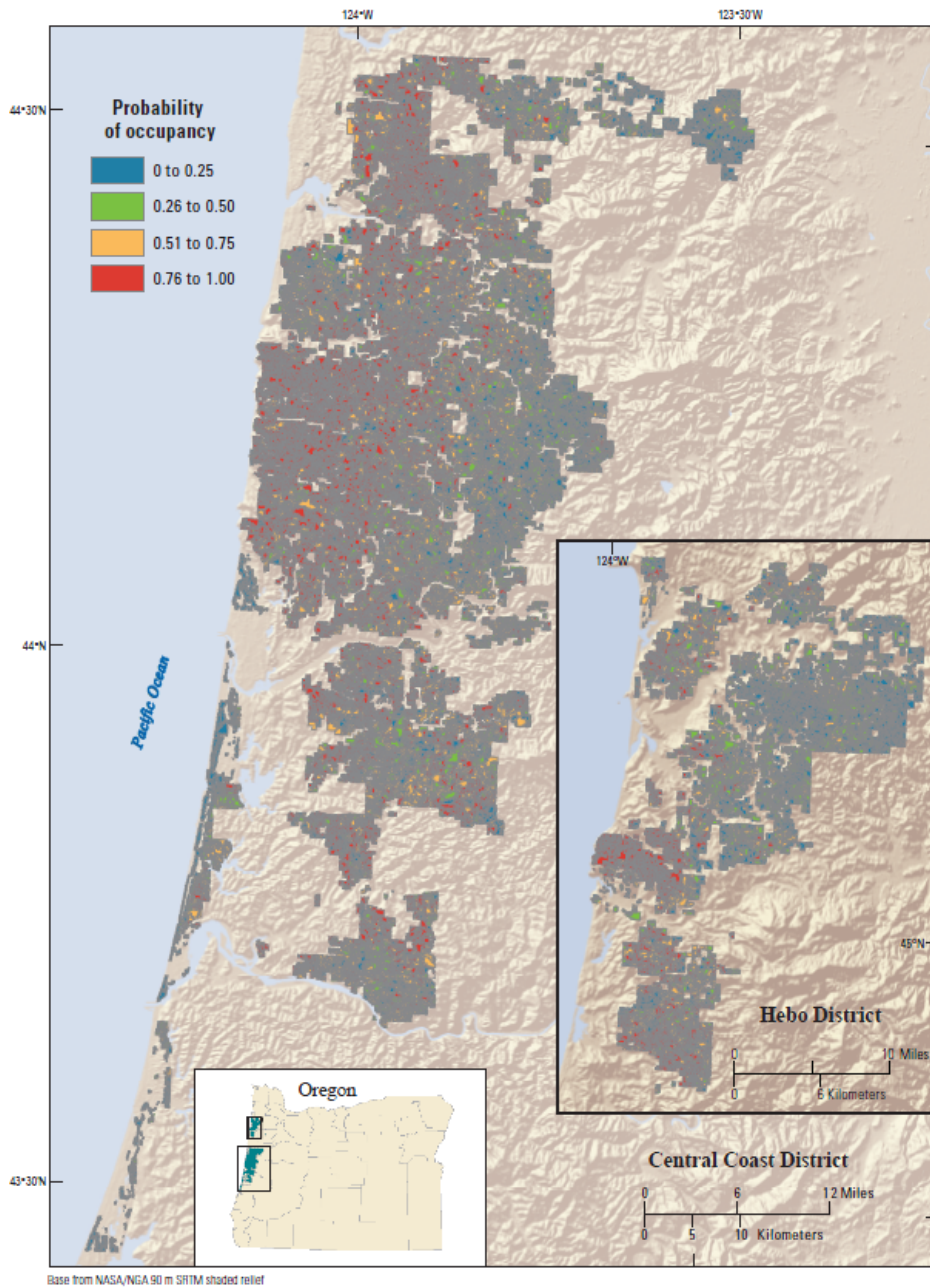 124°W
123°30'W
44°30'N
Probability
of occupancy
0 to 0.25
0.26 to 0.50
0.51 to 0.75
0.76 to 1.00
124°W
44°N
Pacific Ocean
45°N
Hebo District
0
10 Miles
0
6 Kilometers
Oregon
Central Coast District
0
6
12 Miles
0
5
10
Kilometers
43°30'N
Base from NASA/NGA 90 m SRTM shaded relief